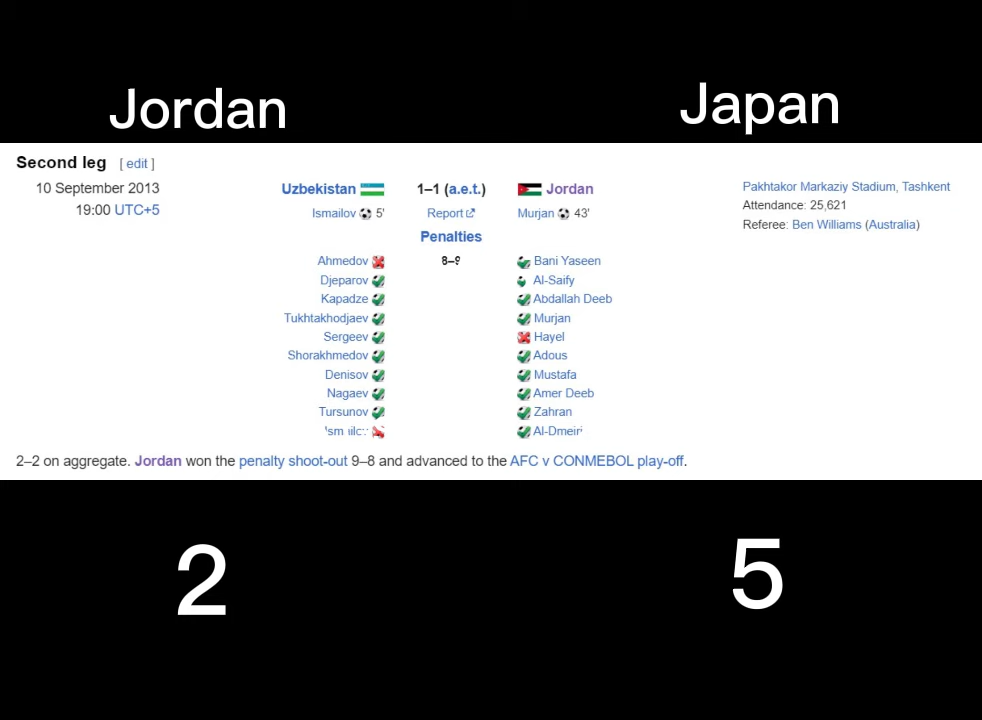 Jordan Japan
Second leg [ edit ]
10 September 2013 Uzbekistan 1–1 (a.e.t.) Jordan Pakhtakor Markaziy Stadium, Tashkent
19:00 UTC+5 Ismailov 5' Report Murjan 43' Attendance: 25,621
Penalties Referee: Ben Williams (Australia)
Ahmedov 8–9 Bani Yaseen
Djeparov Al-Saify
Kapadze Abdallah Deeb
Tukhtakhodjaev Murjan
Sergeev Hayel
Shorakhmedov Adous
Denisov Mustafa
Nagaev Amer Deeb
Tursunov Zahran
Al-Dmeiri
2–2 on aggregate. Jordan won the penalty shoot-out 9–8 and advanced to the AFC v CONMEBOL play-off.
2 5